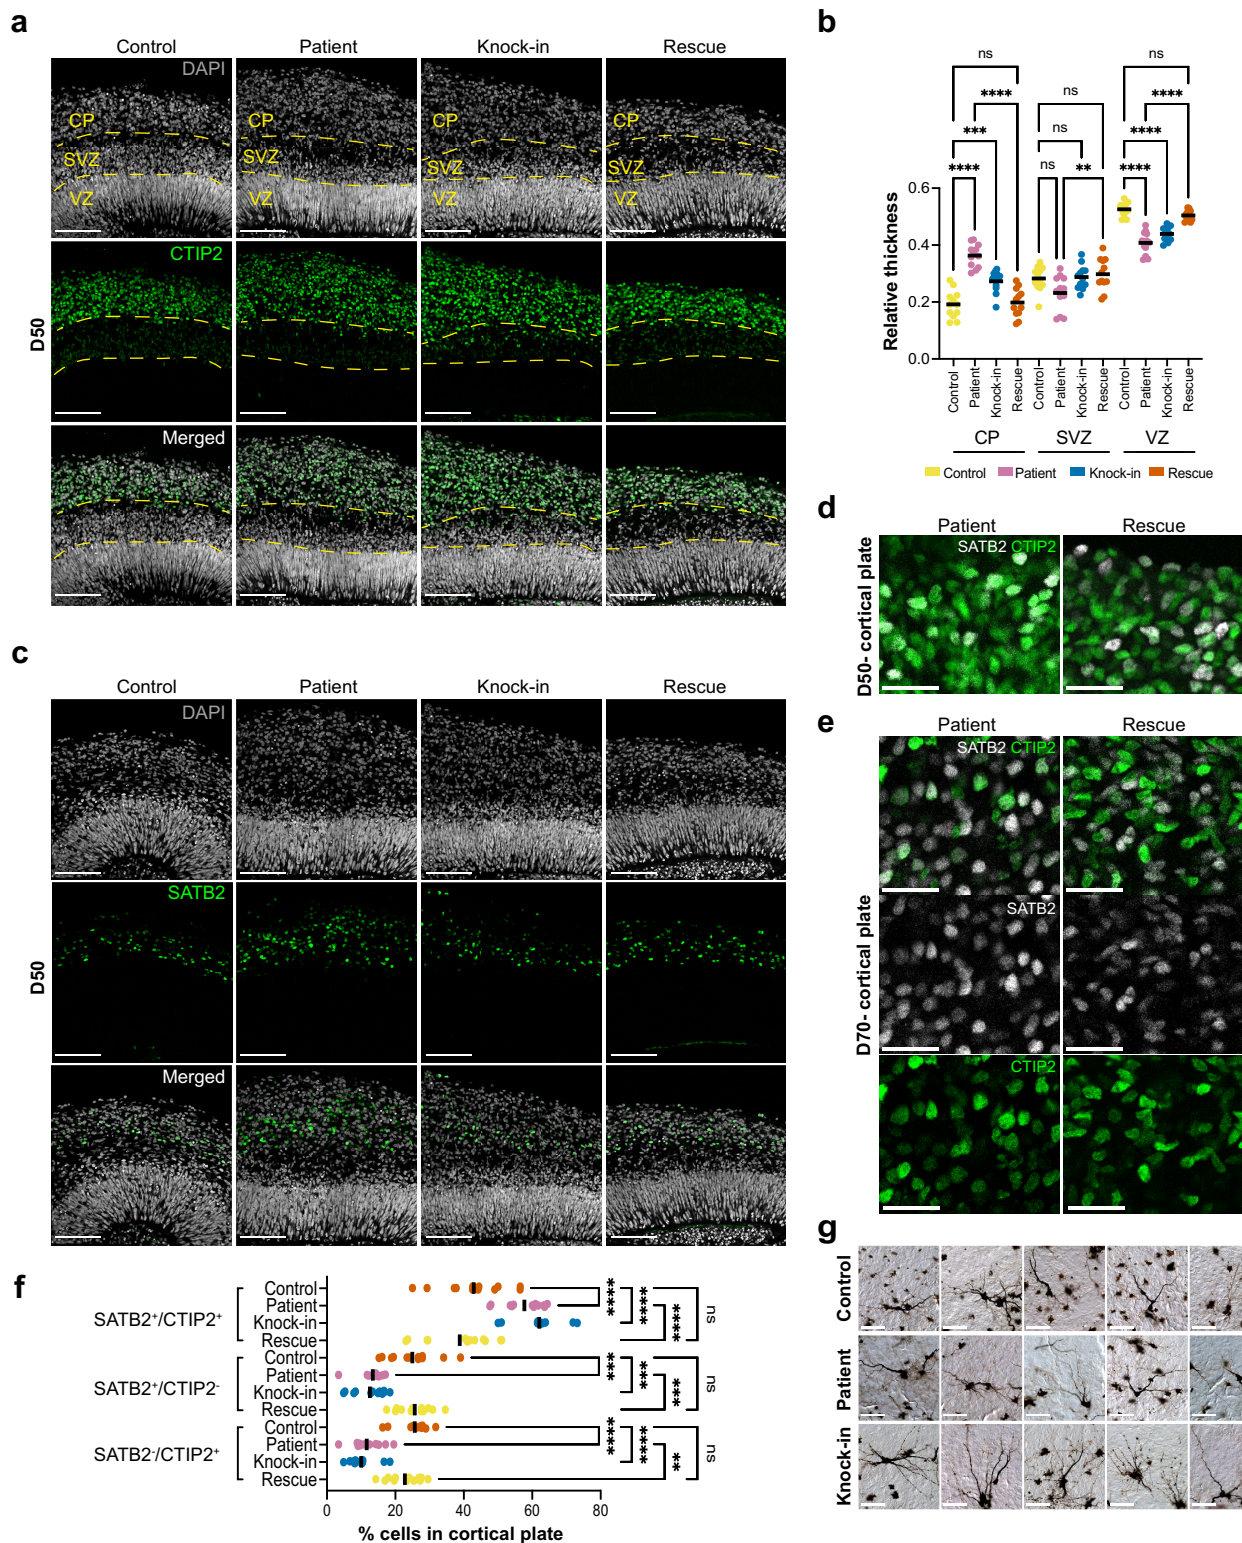 a
Control Patient Knock-in Rescue
DAPI
CP CP CP CP
SVZ SVZ SVZ SVZ
VZ VZ VZ VZ
CTIP2
D50
Merged
b
ns
****
ns
***
ns
****
ns
**
ns
****
****
****
Relative thickness
0.6
0.4
0.2
0.0
Control Patient Knock-in Rescue Control Patient Knock-in Rescue Control Patient Knock-in Rescue
CP SVZ VZ
Control Patient Knock-in Rescue
c
Control Patient Knock-in Rescue
DAPI
SATB2
D50
Merged
d
Patient Rescue
SATB2 CTIP2
D50- cortical plate
e
Patient Rescue
SATB2 CTIP2
SATB2
CTIP2
D70- cortical plate
f
SATB2+/CTIP2+
Control
Patient
Knock-in
Rescue
**** **** **** ns
SATB2+/CTIP2-
Control
Patient
Knock-in
Rescue
*** *** *** ns
SATB2-/CTIP2+
Control
Patient
Knock-in
Rescue
**** **** ** ns
0 20 40 60 80
% cells in cortical plate
g
Control
Patient
Knock-in